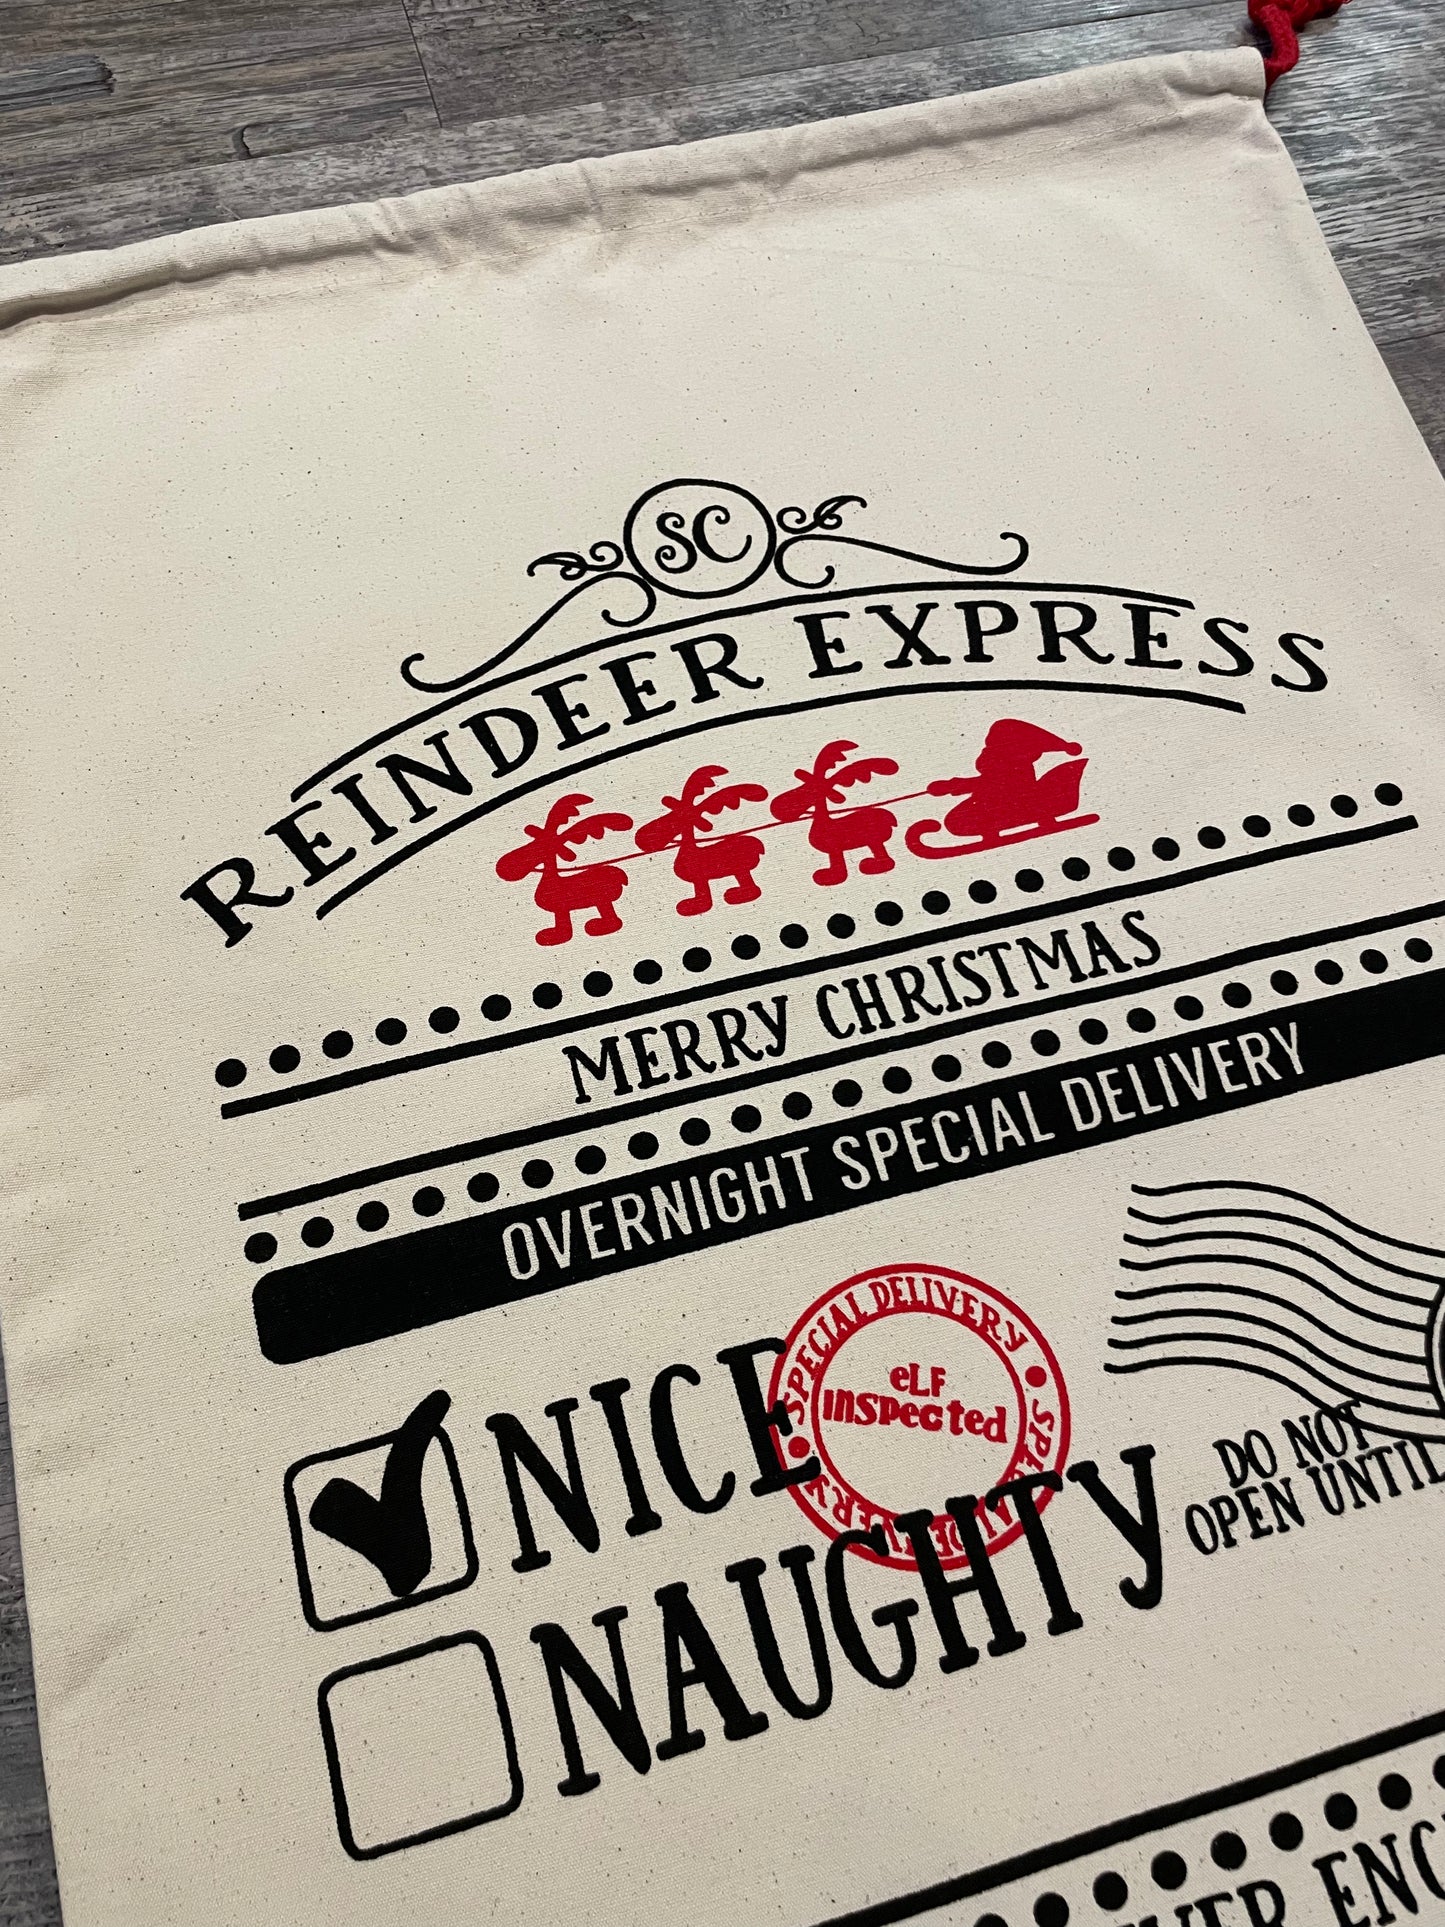 SC
REINDEER EXPRESS
MERRY CHRISTMAS
OVERNIGHT SPECIAL DELIVERY
NICE
SPECIAL DELIVERY • SPECIAL DELIVERY •
eLF
inspected
NAUGHTY
DO NOT
OPEN UNTIL